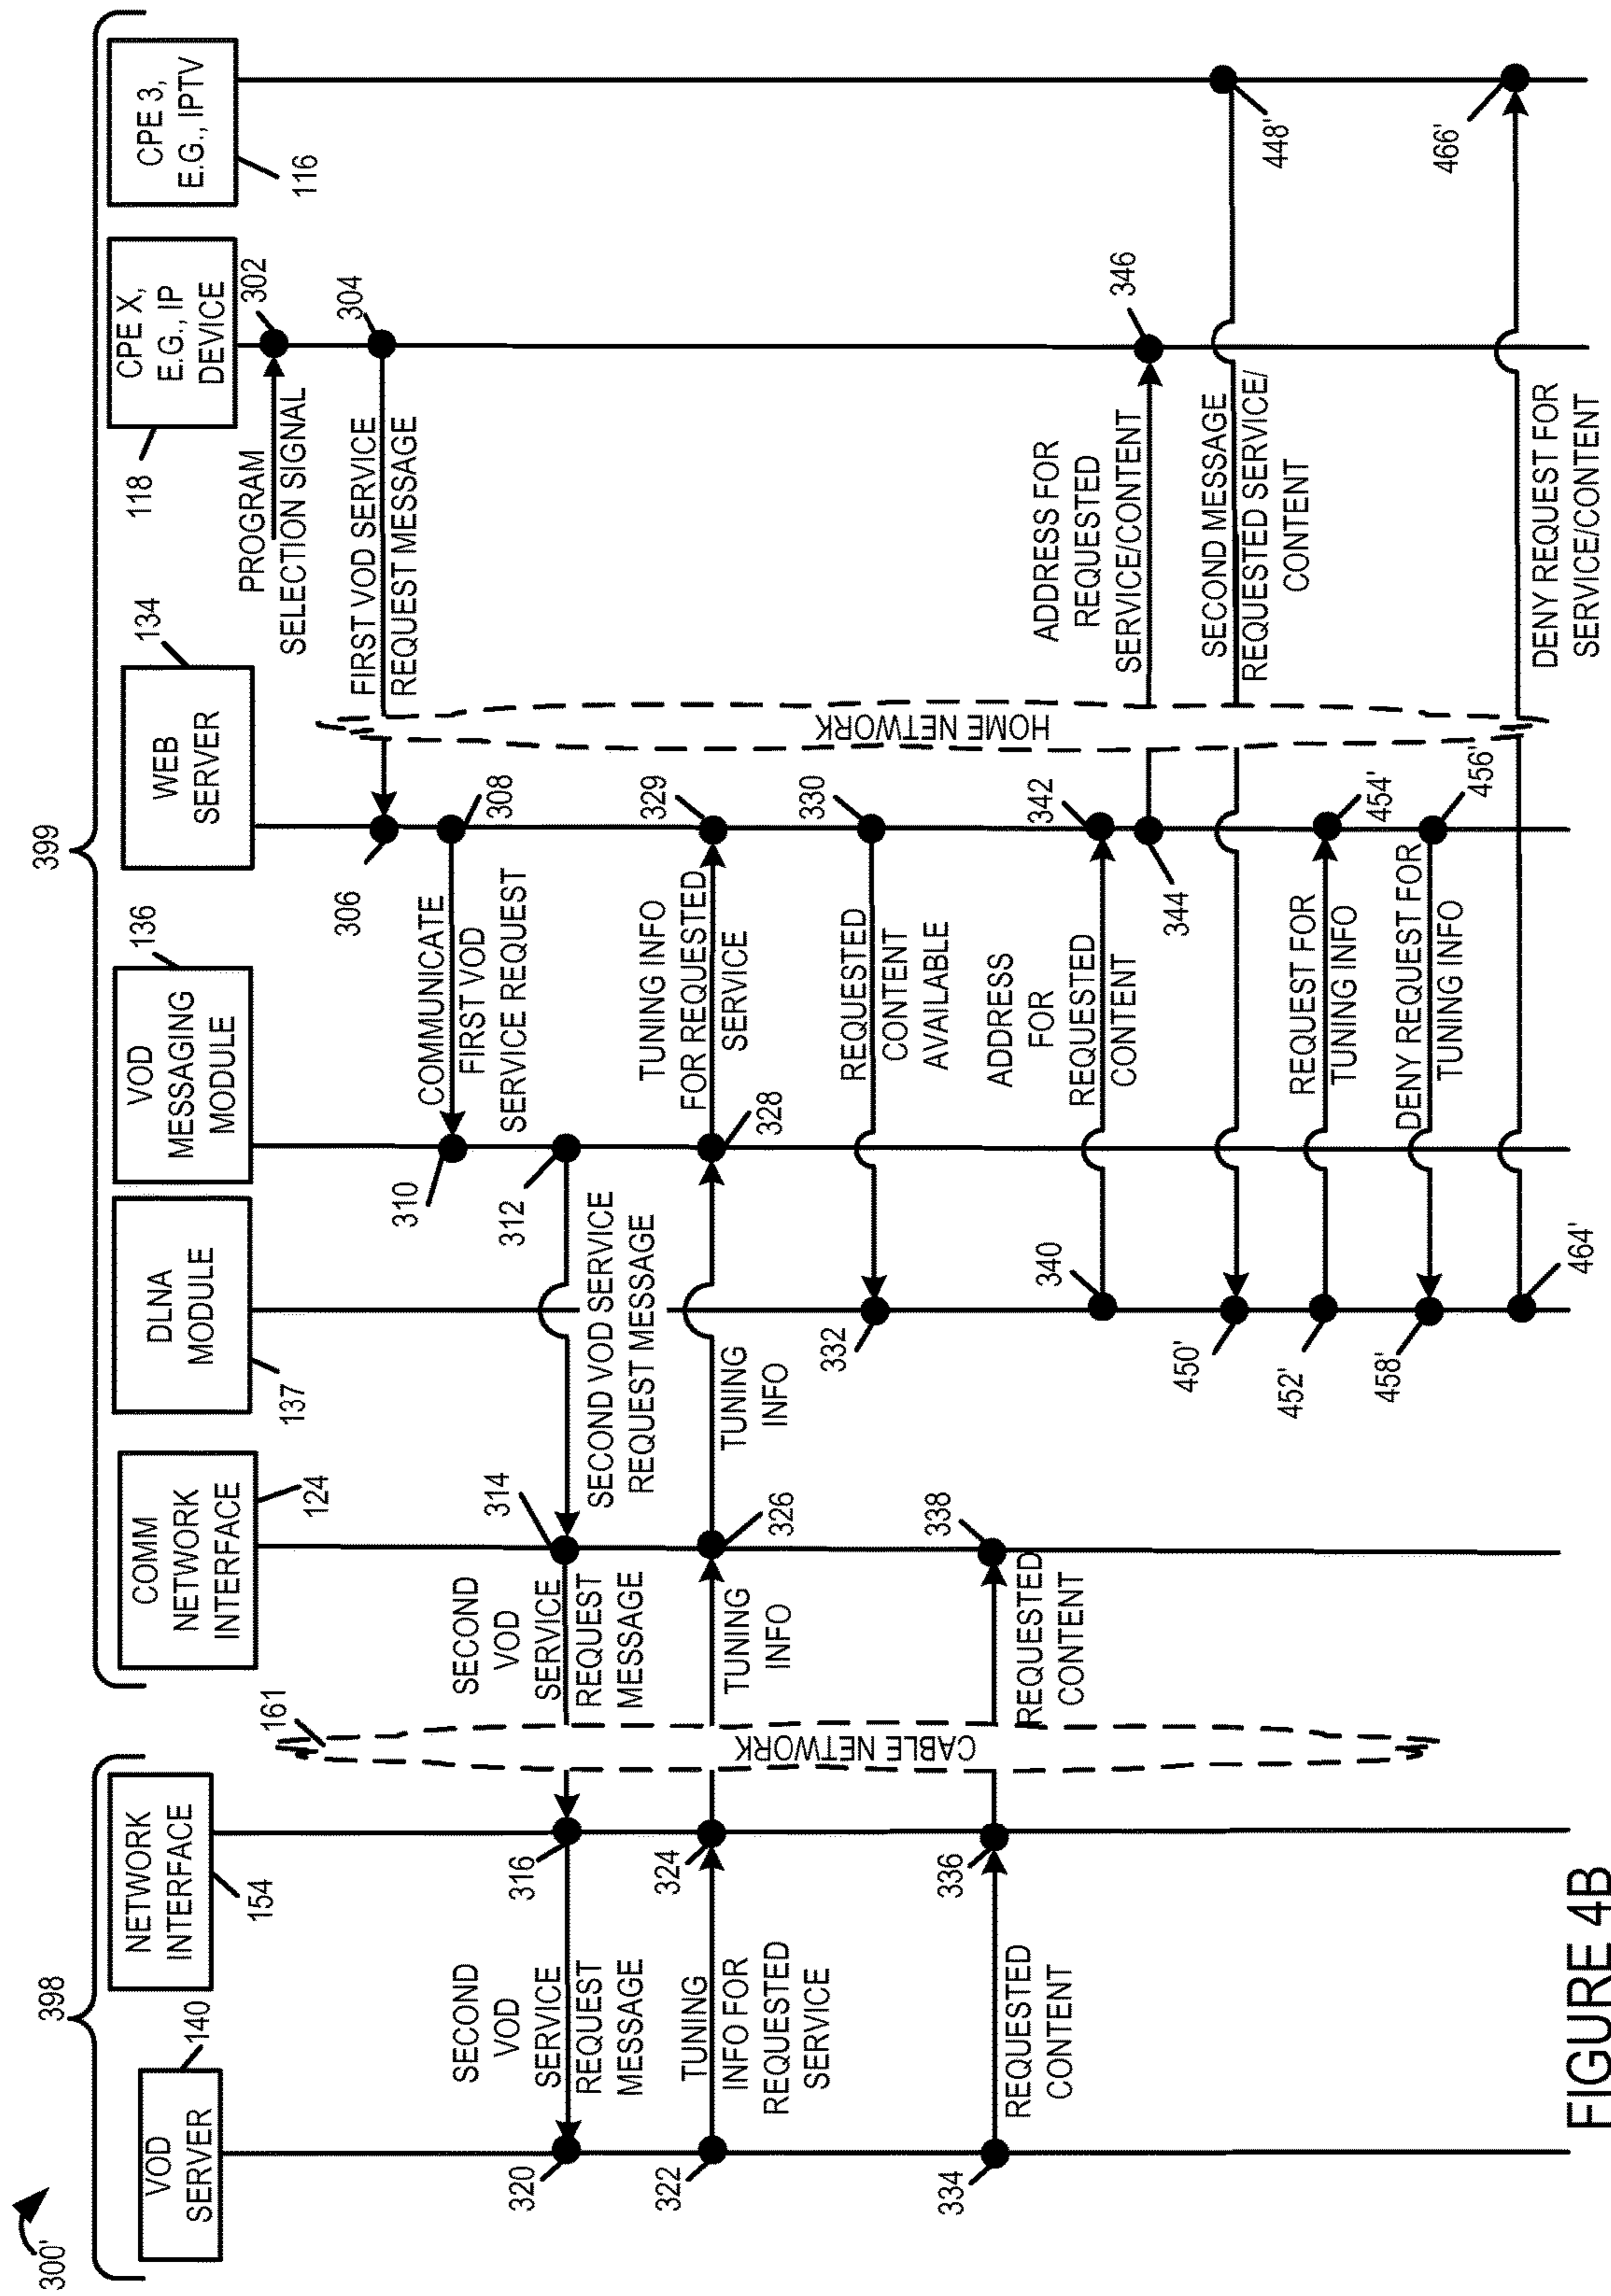 300'
398
399
VOD
SERVER
140
NETWORK
INTERFACE
154
161
COMM
NETWORK
INTERFACE
124
DLNA
MODULE
137
VOD
MESSAGING
MODULE
136
WEB
SERVER
134
CPE X,
E.G., IP
DEVICE
118
CPE 3,
E.G., IPTV
116
302
PROGRAM
SELECTION SIGNAL
304
FIRST VOD SERVICE
REQUEST MESSAGE
306
308
COMMUNICATE
FIRST VOD
SERVICE REQUEST
310
312
SECOND VOD SERVICE
REQUEST MESSAGE
314
SECOND
VOD
SERVICE
REQUEST
MESSAGE
316
SECOND
VOD
SERVICE
REQUEST
MESSAGE
320
322
TUNING
INFO FOR
REQUESTED
SERVICE
324
TUNING
INFO
326
TUNING
INFO
328
TUNING INFO
FOR REQUESTED
SERVICE
329
330
REQUESTED
CONTENT
AVAILABLE
332
334
REQUESTED
CONTENT
336
REQUESTED
CONTENT
338
340
ADDRESS
FOR
REQUESTED
CONTENT
342
344
ADDRESS FOR
REQUESTED
SERVICE/CONTENT
346
448'
SECOND MESSAGE
REQUESTED SERVICE/
CONTENT
450'
452'
REQUEST FOR
TUNING INFO
454'
456'
DENY REQUEST FOR
TUNING INFO
458'
464'
DENY REQUEST FOR
SERVICE/CONTENT
466'
CABLE NETWORK
HOME NETWORK
FIGURE 4B